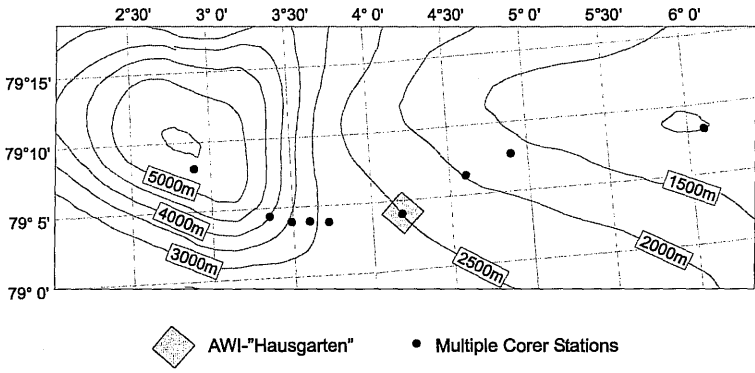 2°30' 3° 0' 3°30' 4° 0' 4°30' 5° 0' 5°30' 6° 0'
79°15'
79°10'
79° 5'
79° 0'
5000m
4000m
3000m
2500m
2000m
1500m
AWI-"Hausgarten"
Multiple Corer Stations